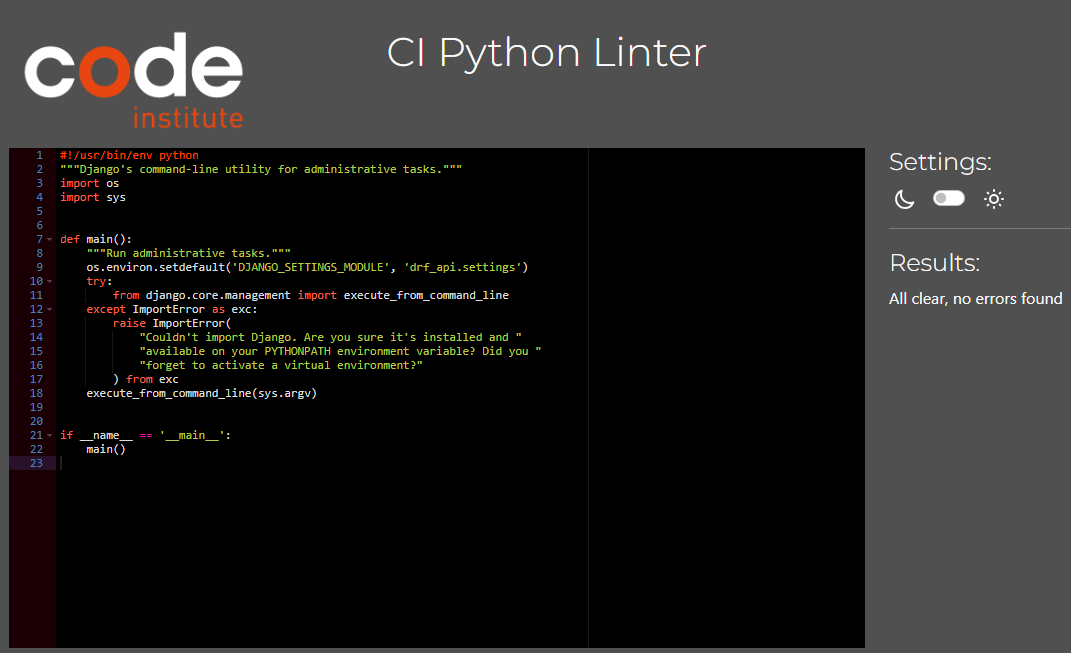 code
institute
CI Python Linter
1 #!/usr/bin/env python
2 """Django's command-line utility for administrative tasks."""
3 import os
4 import sys
5
6
7 def main():
8     """Run administrative tasks."""
9     os.environ.setdefault('DJANGO_SETTINGS_MODULE', 'drf_api.settings')
10     try:
11         from django.core.management import execute_from_command_line
12     except ImportError as exc:
13         raise ImportError(
14             "Couldn't import Django. Are you sure it's installed and "
15             "available on your PYTHONPATH environment variable? Did you "
16             "forget to activate a virtual environment?"
17         ) from exc
18     execute_from_command_line(sys.argv)
19
20
21 if __name__ == '__main__':
22     main()
23
Settings:
Results:
All clear, no errors found